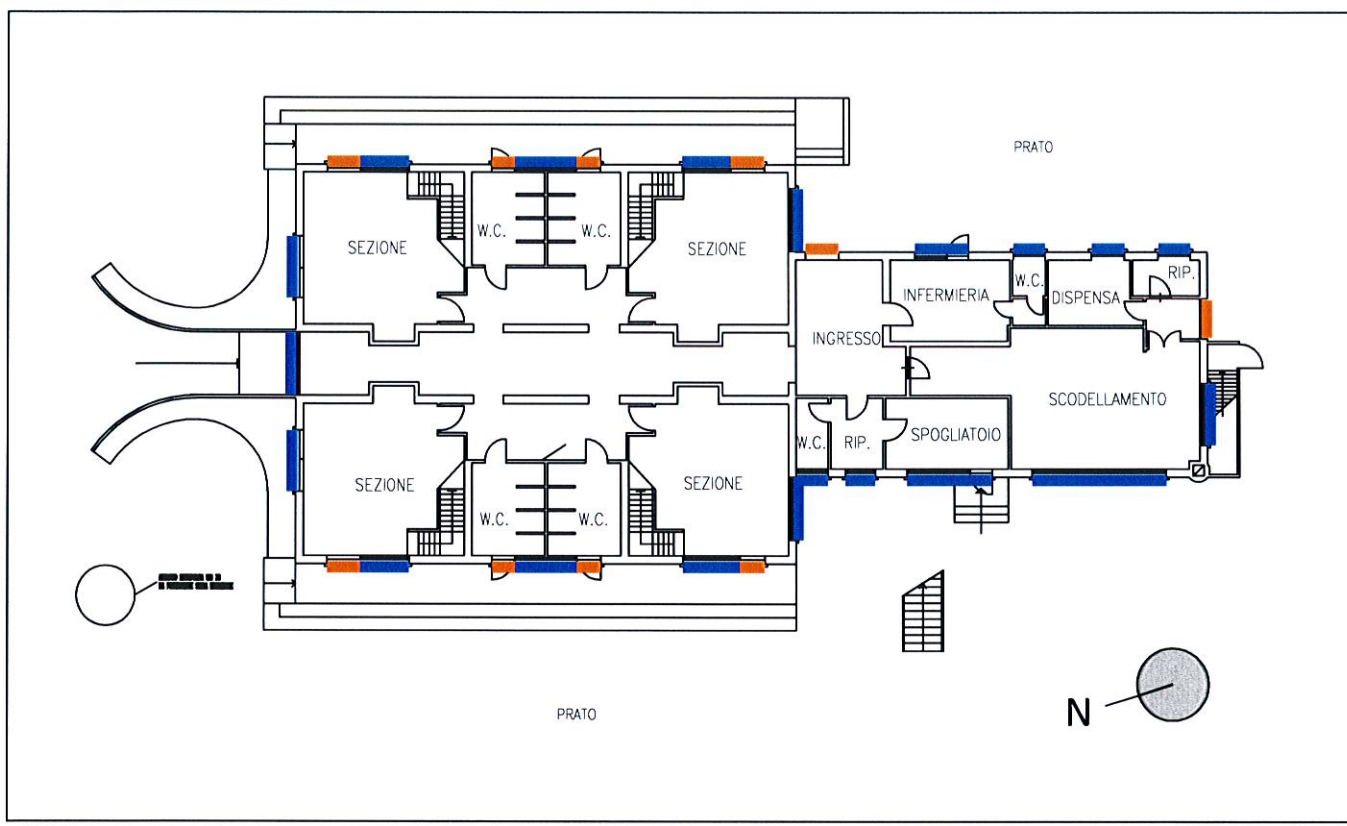 PRATO
SEZIONE
W.C.
W.C.
SEZIONE
INFERMIERIA
W.C.
DISPENSA
RIP.
INGRESSO
SCODELLAMENTO
SEZIONE
W.C.
W.C.
SEZIONE
W.C.
RIP.
SPOGLIATOIO
N
PRATO